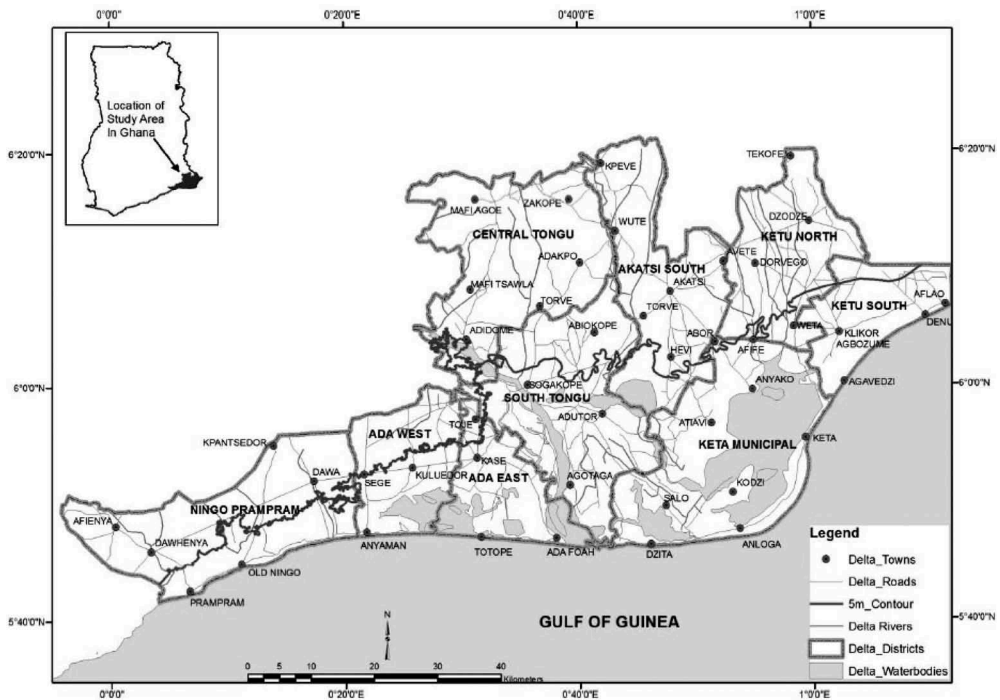 0°0'0"
0°20'0"E
0°40'0"E
1°0'0"E
Location of
Study Area
In Ghana
6°20'0"N
6°20'0"N
TEKOFE
KPEVE
MAFI AGOE
ZAKOPE
WUTE
DZODZE
CENTRAL TONGU
KETU NORTH
ADAKPO
AVETE
DORVEGO
AKATSI SOUTH
MAFI TSAWLA
AKATSI
AFLAO
TORVE
TORVE
KETU SOUTH
DENU
ADIDOME
ABIOKOPE
ABOR
WETA
KLIKOR
AGBOZUME
HEVI
AFIFE
6°0'0"N
6°0'0"N
SOGAKOPE
ANYAKO
AGAVEDZI
SOUTH TONGU
ADUTOR
ATIAVI
TOJE
ADA WEST
KPANTSEDOR
KETA MUNICIPAL
KETA
KASE
DAWA
SEGE
KULUEDOR
ADA EAST
AGOTAGA
KODZI
SALO
NINGO PRAMPRAM
AFIENYA
DAWHENYA
ANYAMAN
TOTOPE
ADA FOAH
DZITA
ANLOGA
OLD NINGO
PRAMPRAM
Legend
Delta_Towns
Delta_Roads
5m_Contour
Delta Rivers
Delta_Districts
Delta_Waterbodies
5°40'0"N
5°40'0"N
GULF OF GUINEA
N
0 5 10 20 30 40
Kilometers
0°0'0"
0°20'0"E
0°40'0"E
1°0'0"E